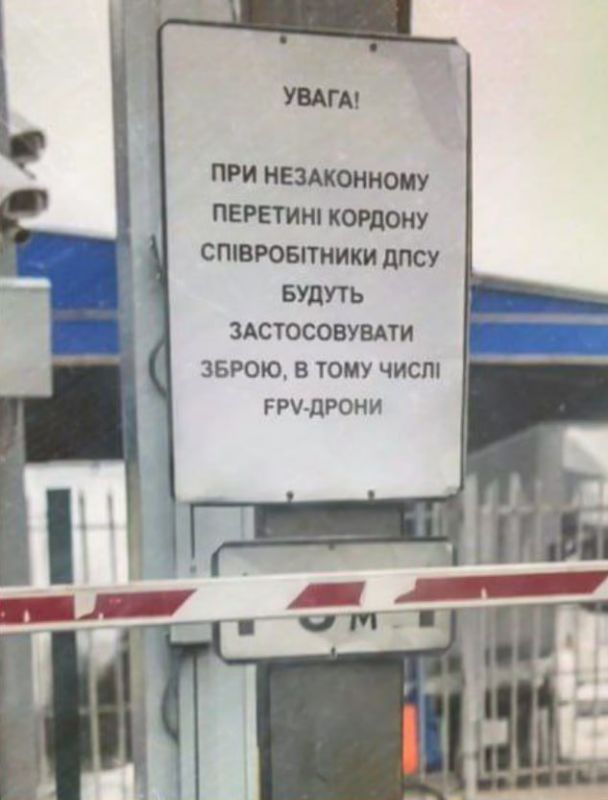 УВАГА!
ПРИ НЕЗАКОННОМУ
ПЕРЕТИНІ КОРДОНУ
СПІВРОБІТНИКИ ДПСУ
БУДУТЬ
ЗАСТОСОВУВАТИ
ЗБРОЮ, В ТОМУ ЧИСЛІ
FPV-ДРОНИ
м